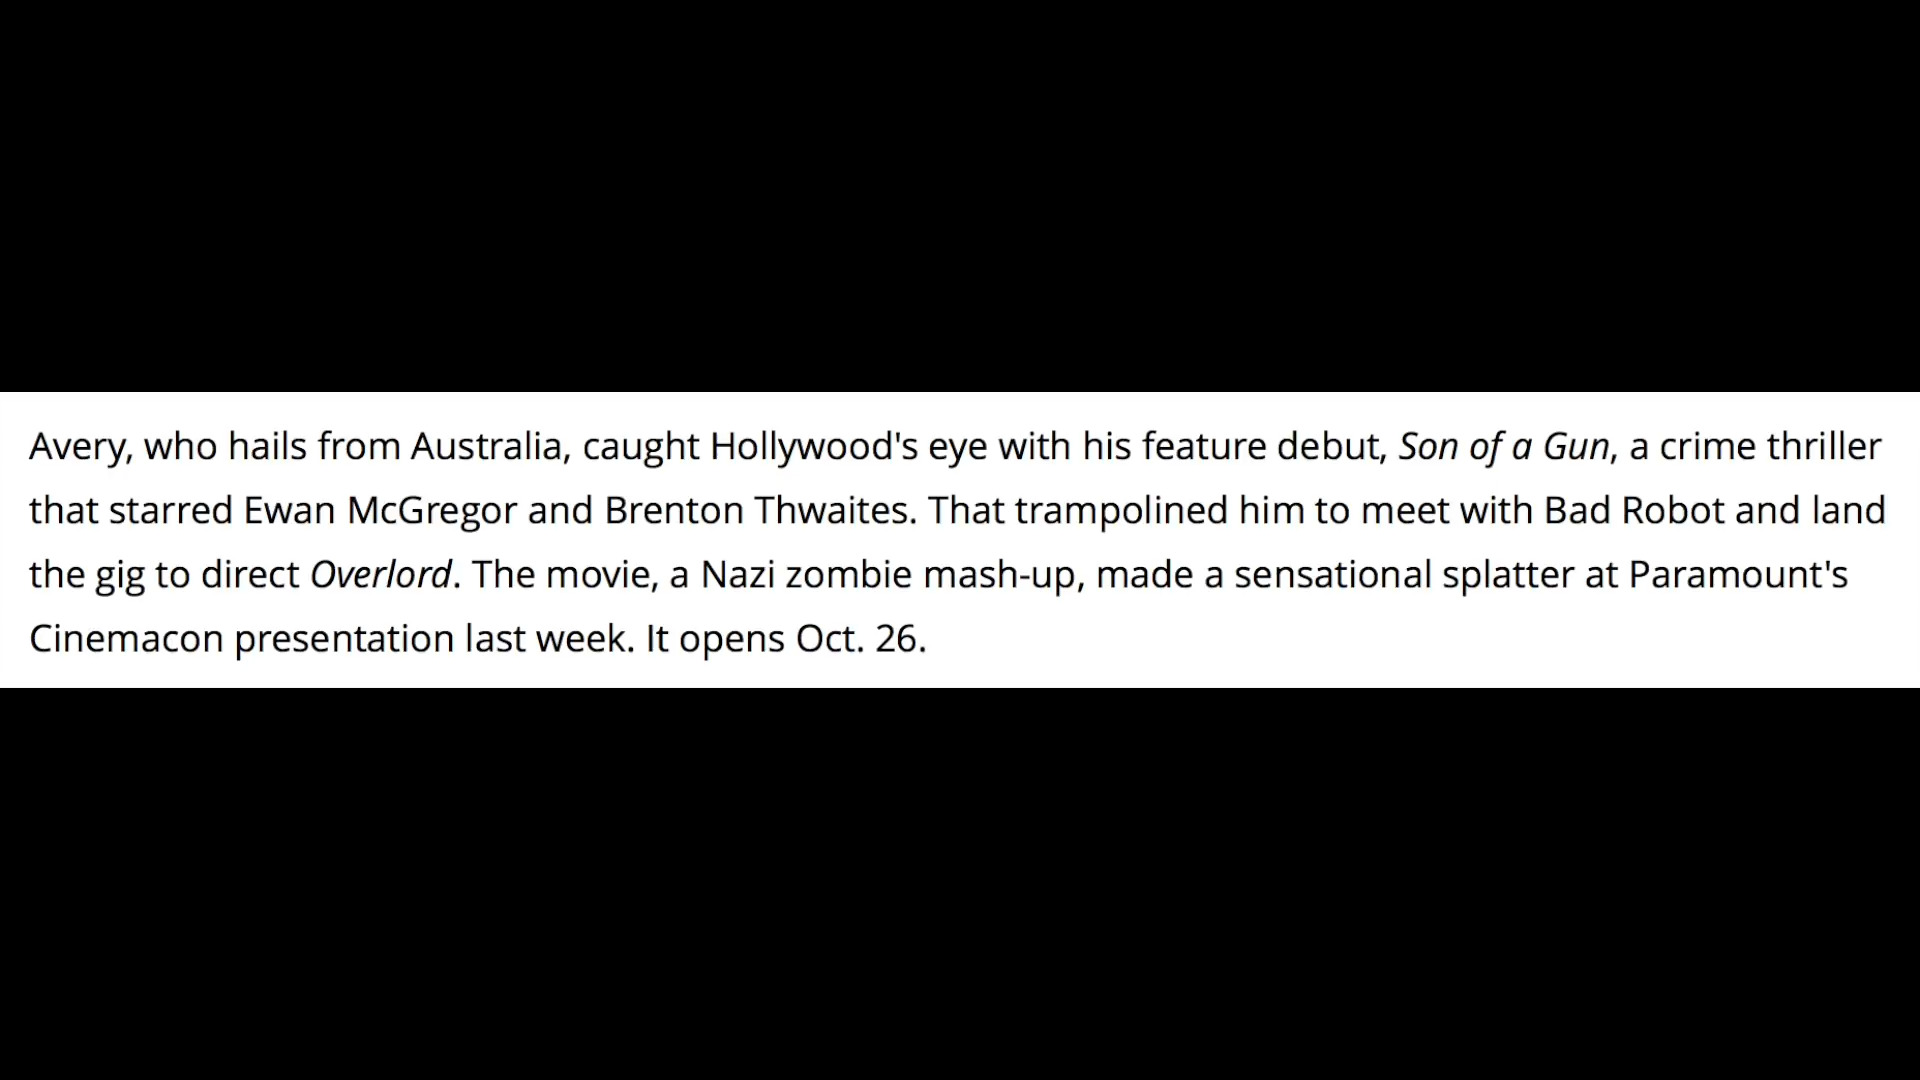 Avery, who hails from Australia, caught Hollywood's eye with his feature debut, Son of a Gun, a crime thriller
that starred Ewan McGregor and Brenton Thwaites. That trampolined him to meet with Bad Robot and land
the gig to direct Overlord. The movie, a Nazi zombie mash-up, made a sensational splatter at Paramount's
Cinemacon presentation last week. It opens Oct. 26.